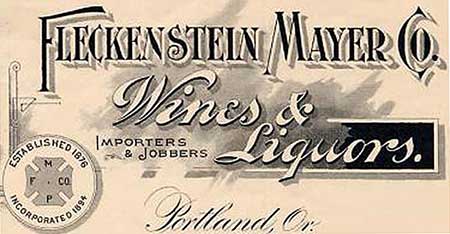 Fleckenstein Mayer Co.
Wines &
Importers
& Jobbers
Liquors.
Established 1876
M
F. Co.
P
Incorporated 1894
Portland, Or.